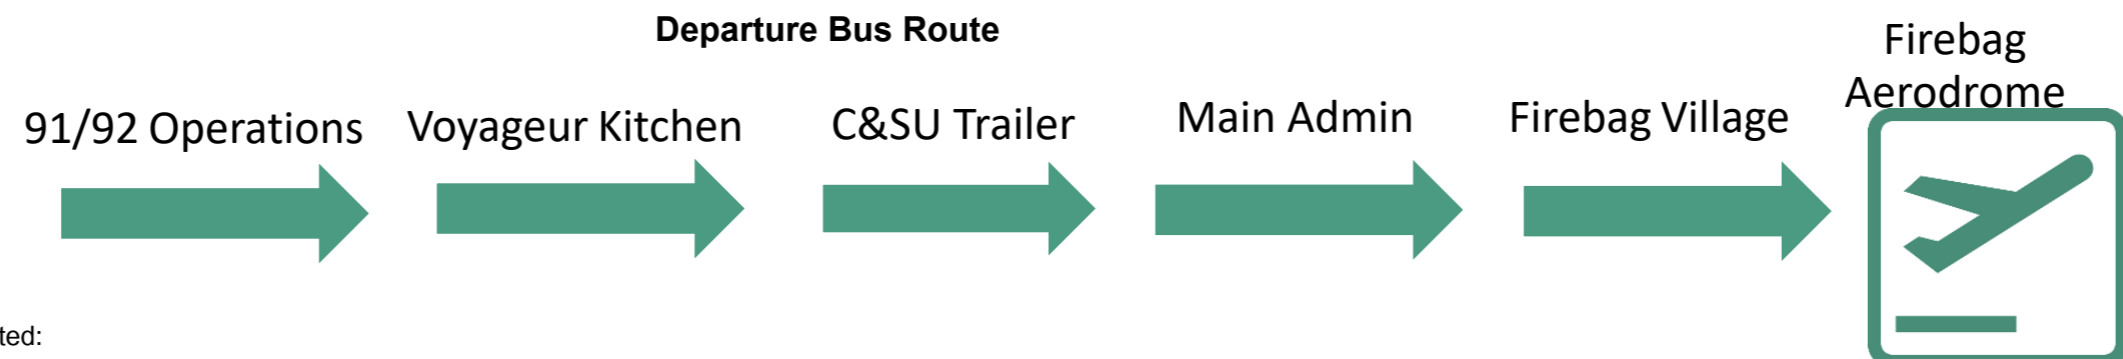 Departure Bus Route
91/92 Operations
Voyageur Kitchen
C&SU Trailer
Main Admin
Firebag Village
Firebag
Aerodrome
ted: